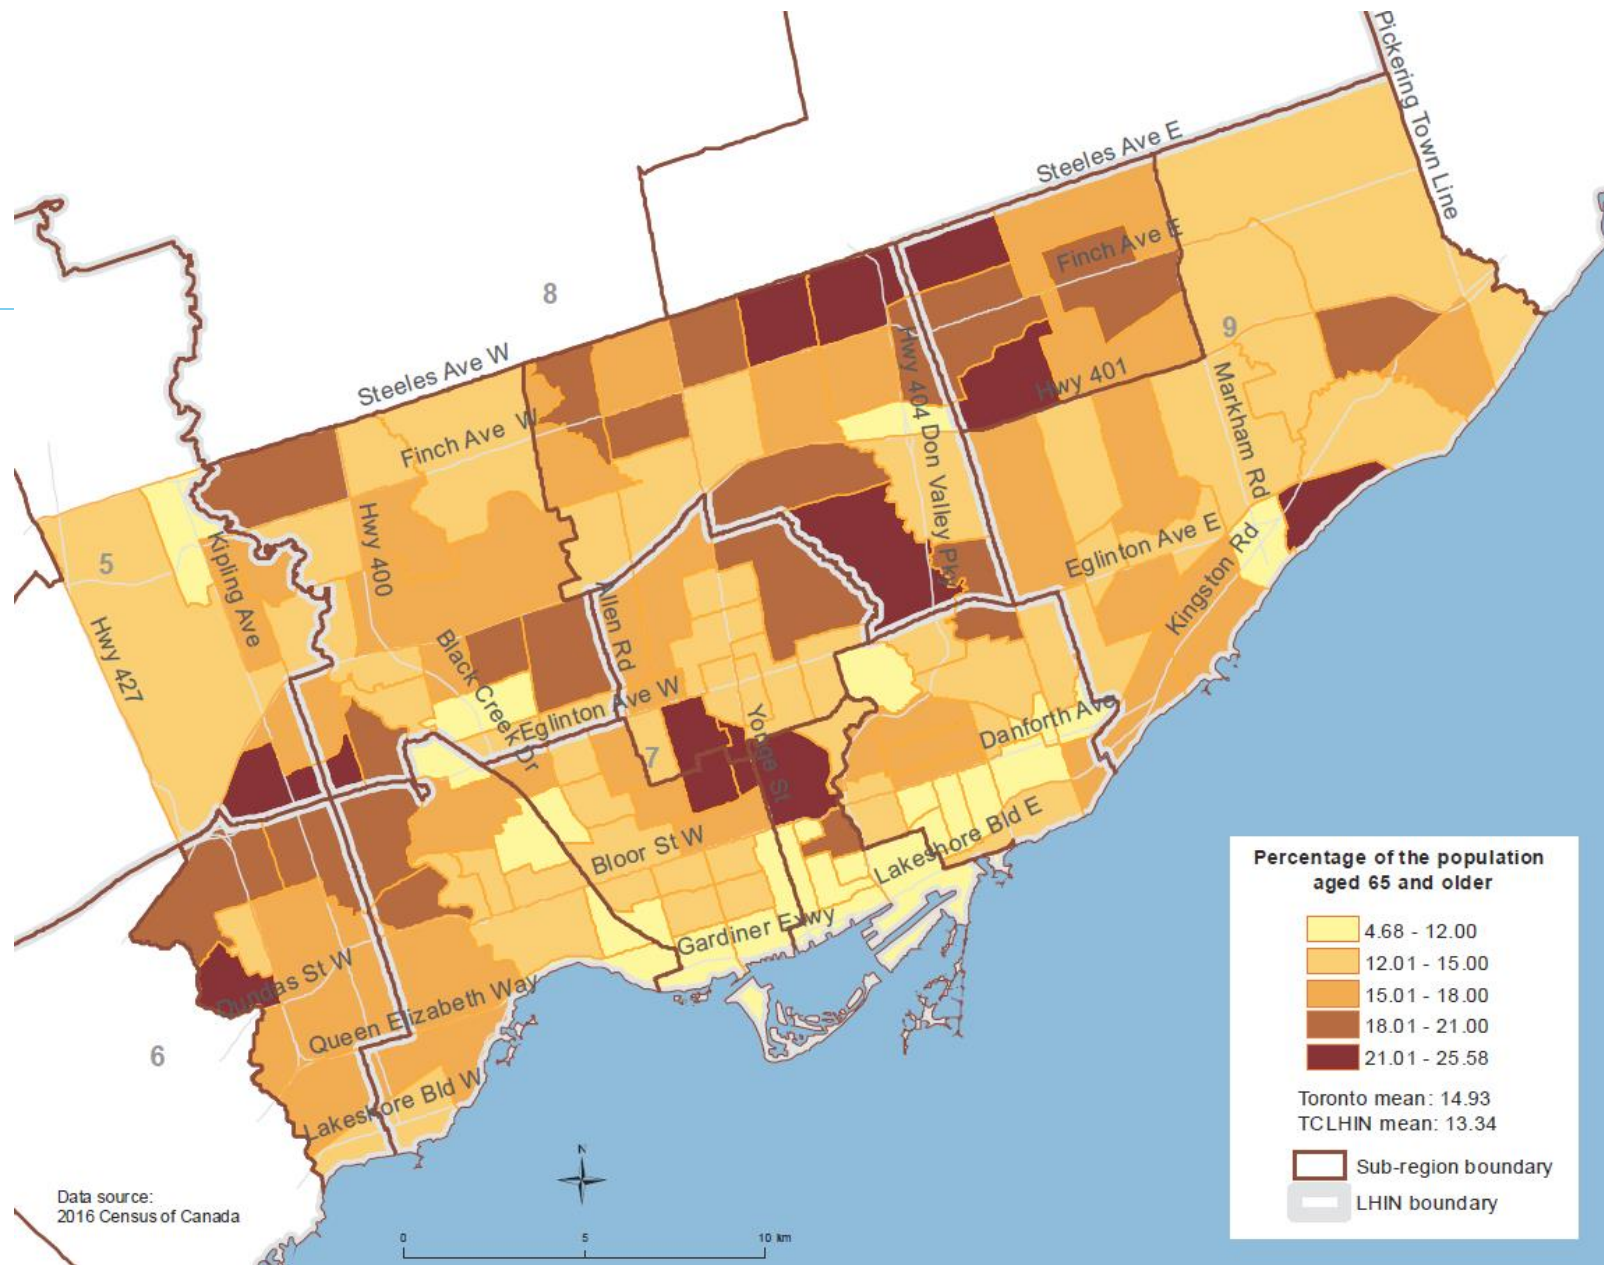 Pickering Town Line
Steeles Ave E
Finch Ave E
8
9
Steeles Ave W
Hwy 404
Hwy 401
Markham Rd
Finch Ave W
Don Valley Pky
Hwy 400
Kipling Ave
5
Eglinton Ave E
Kingston Rd
Allen Rd
Hwy 427
Black Creek Dr
Eglinton Ave W
Yonge St
7
Danforth Ave
Bloor St W
Lakeshore Bld E
Gardiner Exwy
Dundas St W
Queen Elizabeth Way
6
Lakeshore Bld W
Percentage of the population
aged 65 and older
4.68 - 12.00
12.01 - 15.00
15.01 - 18.00
18.01 - 21.00
21.01 - 25.58
Toronto mean: 14.93
TCLHIN mean: 13.34
Sub-region boundary
LHIN boundary
N
Data source:
2016 Census of Canada
0 5 10 km